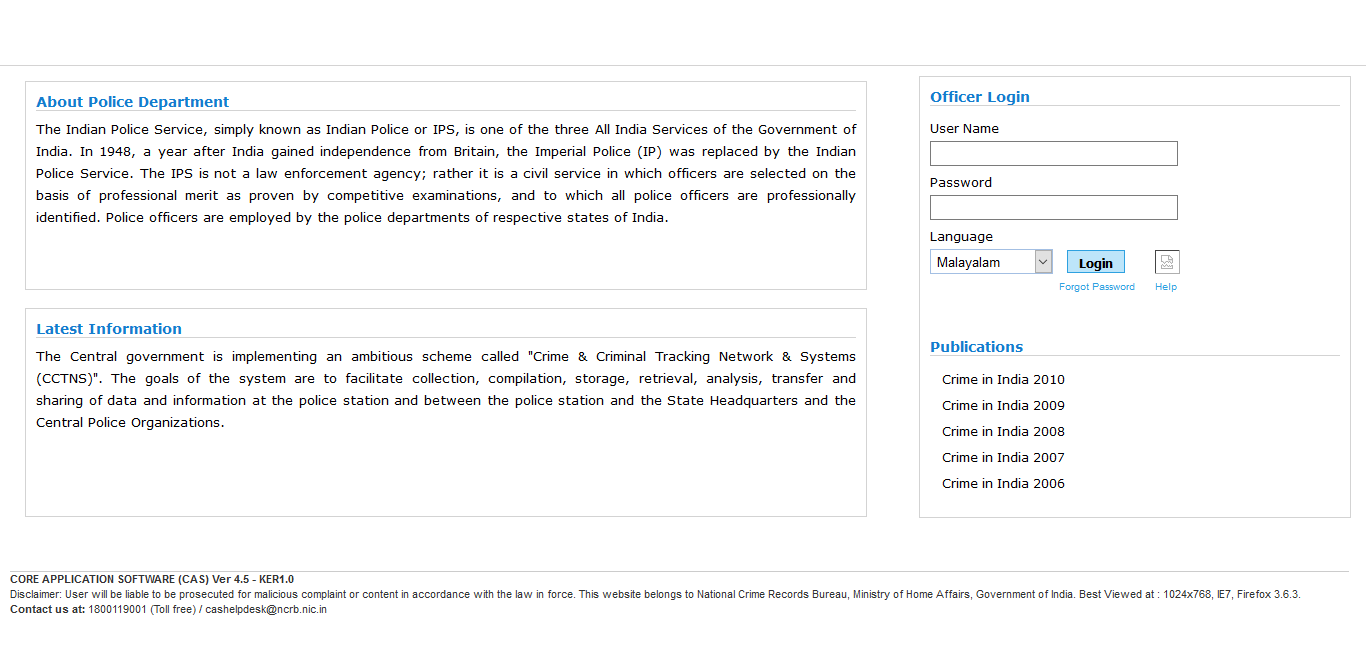 About Police Department
The Indian Police Service, simply known as Indian Police or IPS, is one of the three All India Services of the Government of
India. In 1948, a year after India gained independence from Britain, the Imperial Police (IP) was replaced by the Indian
Police Service. The IPS is not a law enforcement agency; rather it is a civil service in which officers are selected on the
basis of professional merit as proven by competitive examinations, and to which all police officers are professionally
identified. Police officers are employed by the police departments of respective states of India.
Latest Information
The Central government is implementing an ambitious scheme called "Crime & Criminal Tracking Network & Systems
(CCTNS)". The goals of the system are to facilitate collection, compilation, storage, retrieval, analysis, transfer and
sharing of data and information at the police station and between the police station and the State Headquarters and the
Central Police Organizations.
Officer Login
User Name
Password
Language
Malayalam Login
Forgot Password Help
Publications
Crime in India 2010
Crime in India 2009
Crime in India 2008
Crime in India 2007
Crime in India 2006
CORE APPLICATION SOFTWARE (CAS) Ver 4.5 - KER1.0
Disclaimer: User will be liable to be prosecuted for malicious complaint or content in accordance with the law in force. This website belongs to National Crime Records Bureau, Ministry of Home Affairs, Government of India. Best Viewed at : 1024x768, IE7, Firefox 3.6.3.
Contact us at: 1800119001 (Toll free) / cashelpdesk@ncrb.nic.in